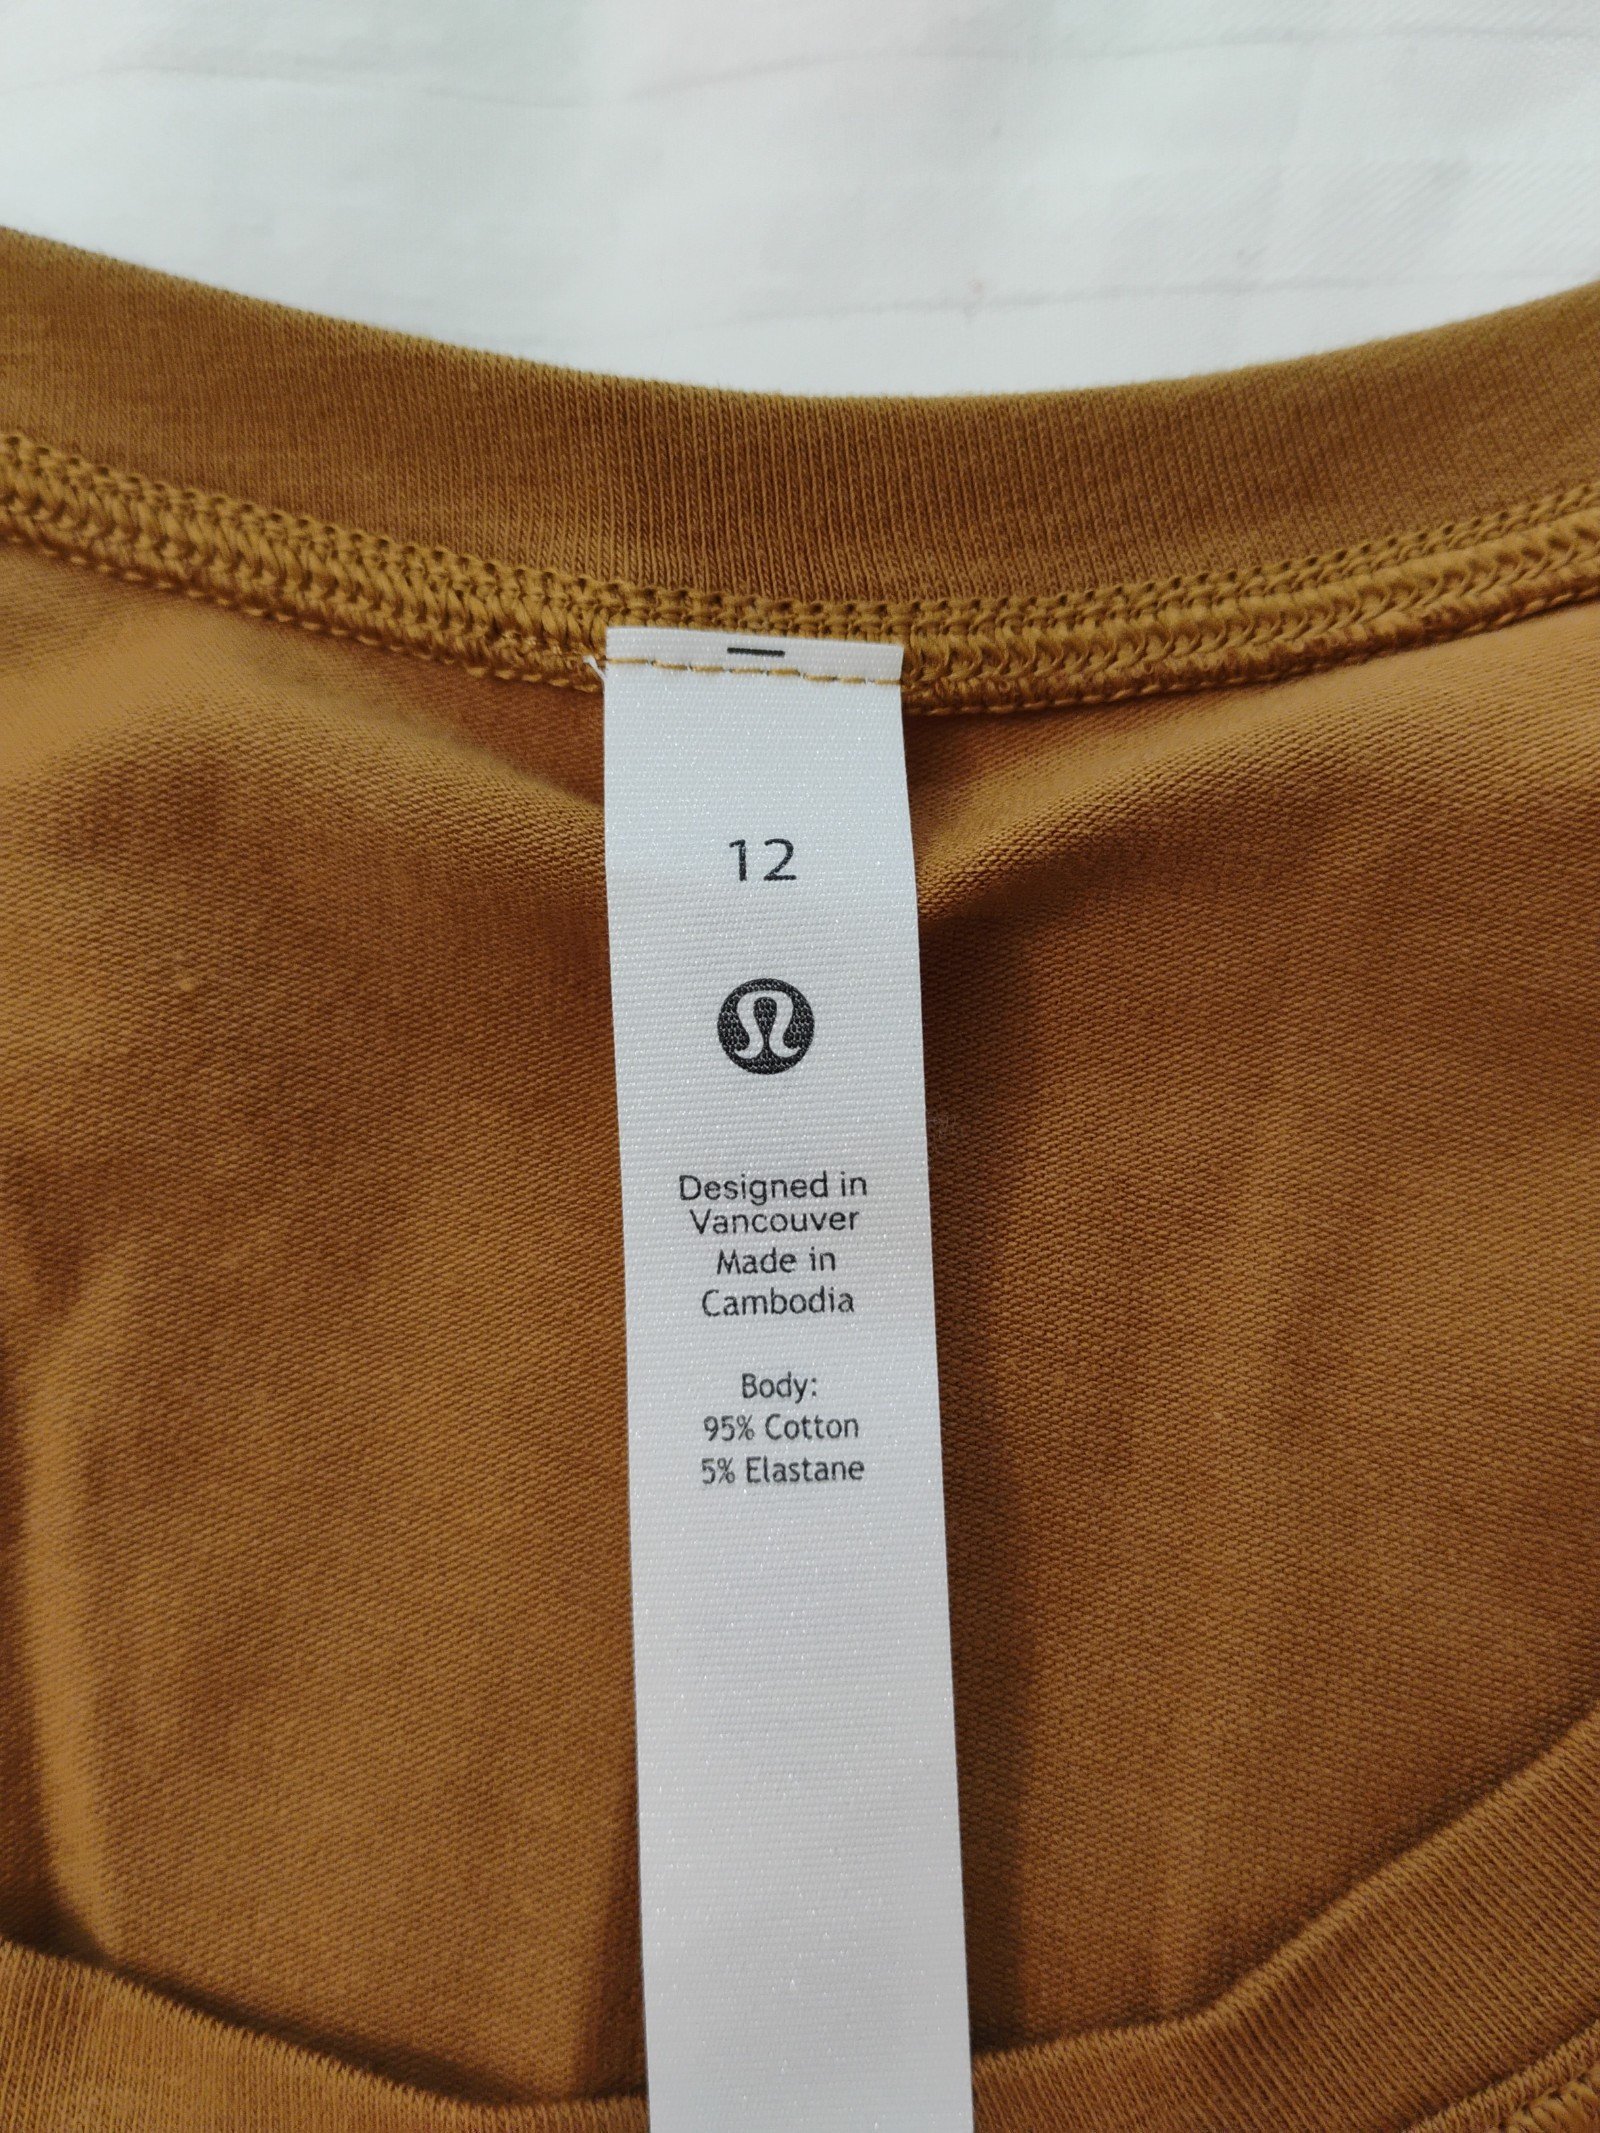 12
Designed in
Vancouver
Made in
Cambodia
Body:
95% Cotton
5% Elastane